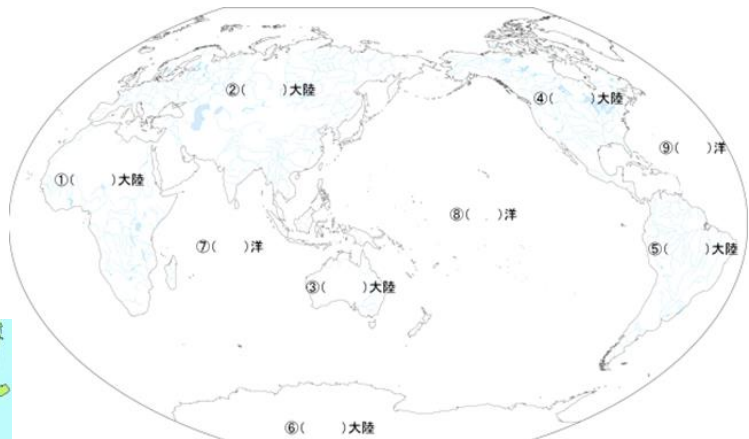 ①(　　　)大陸
②(　　　)大陸
③(　　　)大陸
④(　　　)大陸
⑤(　　　)大陸
⑥(　　　)大陸
⑦(　　)洋
⑧(　　)洋
⑨(　　)洋